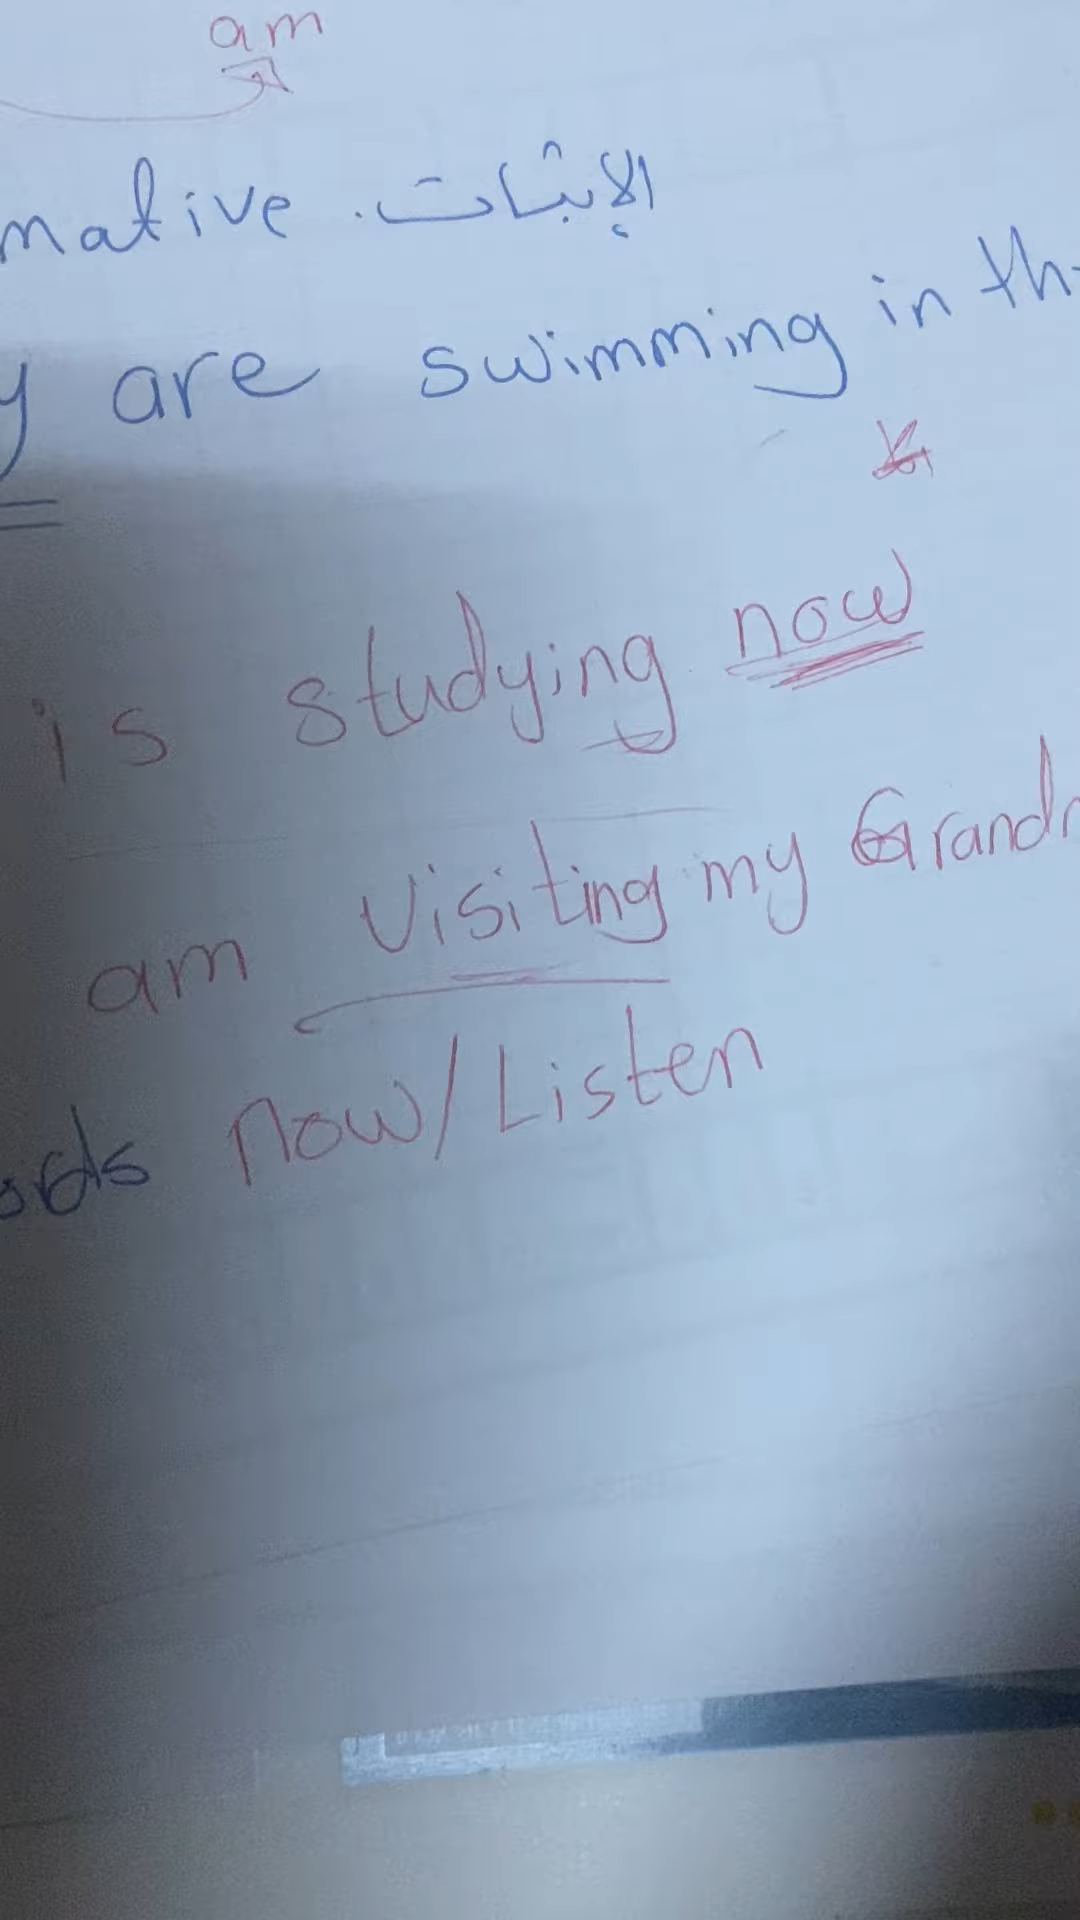 am
mative . الإثبات
y are swimming in th
is studying now
am visiting my Grand
now/Listen